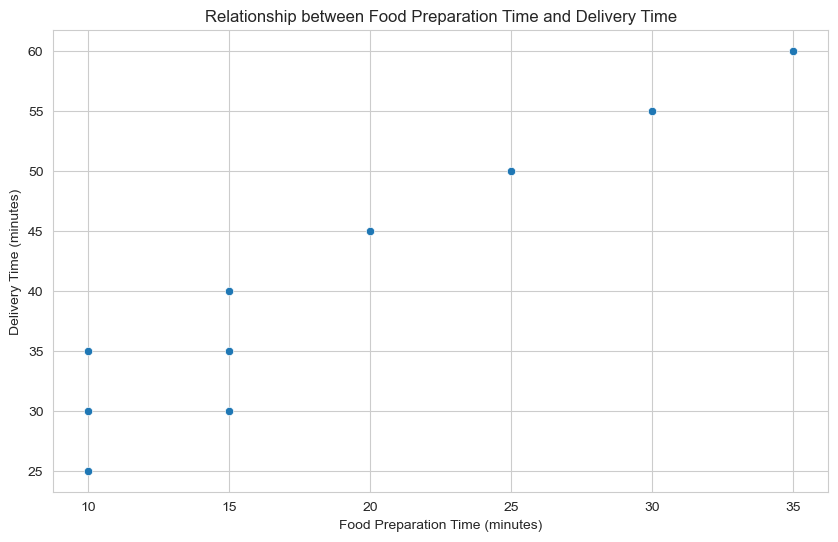 Relationship between Food Preparation Time and Delivery Time
60
55
50
45
40
35
30
25
Delivery Time (minutes)
10 15 20 25 30 35
Food Preparation Time (minutes)